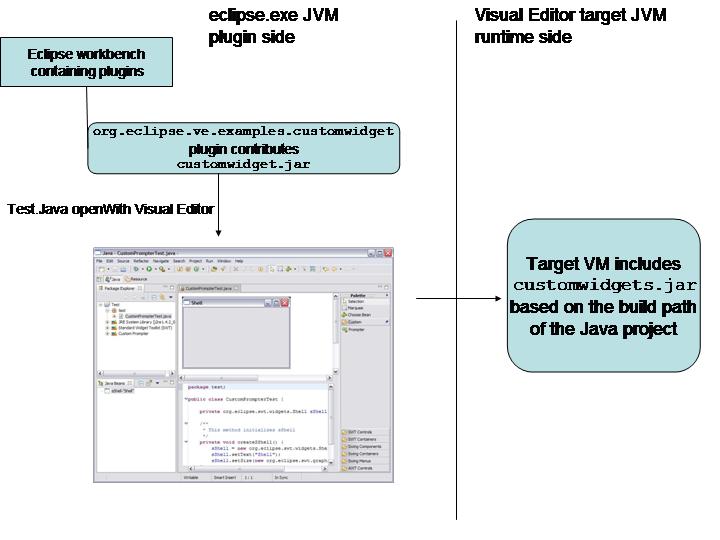 eclipse.exe JVM
plugin side
Visual Editor target JVM
runtime side
Eclipse workbench
containing plugins
org.eclipse.ve.examples.customwidget
plugin contributes
customwidget.jar
Test.Java openWith Visual Editor
Java - CustomPrompterTest.java -
File Edit Source Refactor Navigate Search Project Run Window Help
Java Resource
Package Explorer
CustomPrompterTest.java
Test
test
CustomPrompterTest.java
JRE System Library [j2re1.4.2_6
Standard Widget Toolkit (SWT)
Custom Prompter
Shell
Palette
Selection
Marquee
Choose Bean
Custom
Prompter
Java Beans
sShell-"Shell"
package test;
public class CustomPrompterTest {
private org.eclipse.swt.widgets.Shell sShell
/**
* This method initializes sShell
*/
private void createSShell() {
sShell = new org.eclipse.swt.widgets.She
sShell.setText("Shell");
sShell.setSize(new org.eclipse.swt.graph
SWT Controls
SWT Containers
Swing Components
Swing Containers
Swing Menus
AWT Controls
Writable Smart Insert 1 : 1 In Sync
Target VM includes
customwidgets.jar
based on the build path
of the Java project